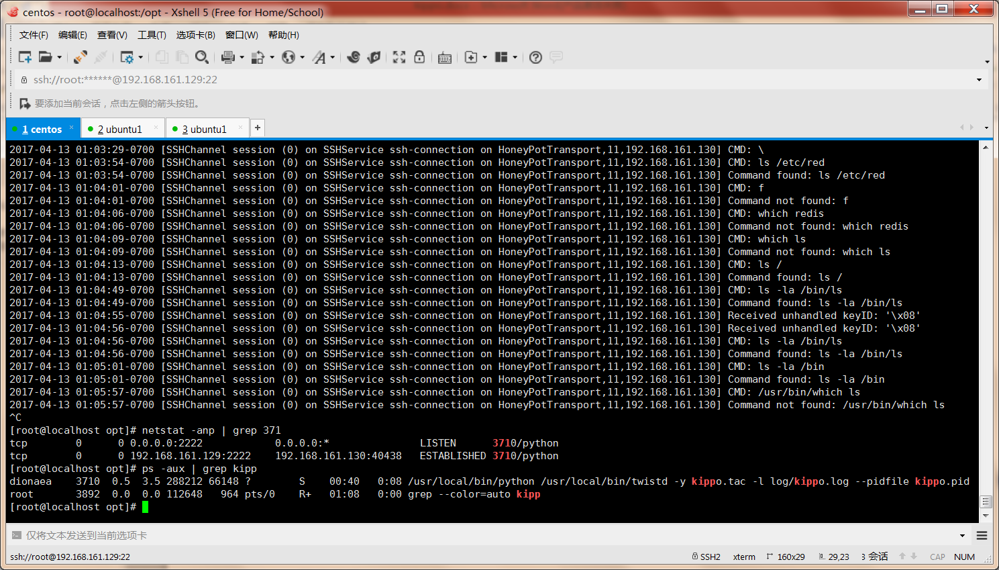 centos - root@localhost:/opt - Xshell 5 (Free for Home/School)
文件(F) 编辑(E) 查看(V) 工具(T) 选项卡(B) 窗口(W) 帮助(H)
ssh://root:******@192.168.161.129:22
要添加当前会话，点击左侧的箭头按钮。
1 centos × 2 ubuntu1 × 3 ubuntu1 × +
2017-04-13 01:03:29-0700 [SSHChannel session (0) on SSHService ssh-connection on HoneyPotTransport,11,192.168.161.130] CMD: \
2017-04-13 01:03:54-0700 [SSHChannel session (0) on SSHService ssh-connection on HoneyPotTransport,11,192.168.161.130] CMD: ls /etc/red
2017-04-13 01:03:54-0700 [SSHChannel session (0) on SSHService ssh-connection on HoneyPotTransport,11,192.168.161.130] Command found: ls /etc/red
2017-04-13 01:04:01-0700 [SSHChannel session (0) on SSHService ssh-connection on HoneyPotTransport,11,192.168.161.130] CMD: f
2017-04-13 01:04:01-0700 [SSHChannel session (0) on SSHService ssh-connection on HoneyPotTransport,11,192.168.161.130] Command not found: f
2017-04-13 01:04:06-0700 [SSHChannel session (0) on SSHService ssh-connection on HoneyPotTransport,11,192.168.161.130] CMD: which redis
2017-04-13 01:04:06-0700 [SSHChannel session (0) on SSHService ssh-connection on HoneyPotTransport,11,192.168.161.130] Command not found: which redis
2017-04-13 01:04:09-0700 [SSHChannel session (0) on SSHService ssh-connection on HoneyPotTransport,11,192.168.161.130] CMD: which ls
2017-04-13 01:04:09-0700 [SSHChannel session (0) on SSHService ssh-connection on HoneyPotTransport,11,192.168.161.130] Command not found: which ls
2017-04-13 01:04:13-0700 [SSHChannel session (0) on SSHService ssh-connection on HoneyPotTransport,11,192.168.161.130] CMD: ls /
2017-04-13 01:04:13-0700 [SSHChannel session (0) on SSHService ssh-connection on HoneyPotTransport,11,192.168.161.130] Command found: ls /
2017-04-13 01:04:49-0700 [SSHChannel session (0) on SSHService ssh-connection on HoneyPotTransport,11,192.168.161.130] CMD: ls -la /bin/ls
2017-04-13 01:04:49-0700 [SSHChannel session (0) on SSHService ssh-connection on HoneyPotTransport,11,192.168.161.130] Command found: ls -la /bin/ls
2017-04-13 01:04:55-0700 [SSHChannel session (0) on SSHService ssh-connection on HoneyPotTransport,11,192.168.161.130] Received unhandled keyID: '\x08'
2017-04-13 01:04:56-0700 [SSHChannel session (0) on SSHService ssh-connection on HoneyPotTransport,11,192.168.161.130] Received unhandled keyID: '\x08'
2017-04-13 01:04:56-0700 [SSHChannel session (0) on SSHService ssh-connection on HoneyPotTransport,11,192.168.161.130] CMD: ls -la /bin/ls
2017-04-13 01:04:56-0700 [SSHChannel session (0) on SSHService ssh-connection on HoneyPotTransport,11,192.168.161.130] Command found: ls -la /bin/ls
2017-04-13 01:05:01-0700 [SSHChannel session (0) on SSHService ssh-connection on HoneyPotTransport,11,192.168.161.130] CMD: ls -la /bin
2017-04-13 01:05:01-0700 [SSHChannel session (0) on SSHService ssh-connection on HoneyPotTransport,11,192.168.161.130] Command found: ls -la /bin
2017-04-13 01:05:57-0700 [SSHChannel session (0) on SSHService ssh-connection on HoneyPotTransport,11,192.168.161.130] CMD: /usr/bin/which ls
2017-04-13 01:05:57-0700 [SSHChannel session (0) on SSHService ssh-connection on HoneyPotTransport,11,192.168.161.130] Command not found: /usr/bin/which ls
^C
[root@localhost opt]# netstat -anp | grep 371
tcp 0 0 0.0.0.0:2222 0.0.0.0:* LISTEN 3710/python
tcp 0 0 192.168.161.129:2222 192.168.161.130:40438 ESTABLISHED 3710/python
[root@localhost opt]# ps -aux | grep kipp
dionaea 3710 0.5 3.5 288212 66148 ? S 00:40 0:08 /usr/local/bin/python /usr/local/bin/twistd -y kippo.tac -l log/kippo.log --pidfile kippo.pid
root 3892 0.0 0.0 112648 964 pts/0 R+ 01:08 0:00 grep --color=auto kipp
[root@localhost opt]#
仅将文本发送到当前选项卡
ssh://root@192.168.161.129:22 SSH2 xterm 160x29 29,23 3 会话 CAP NUM